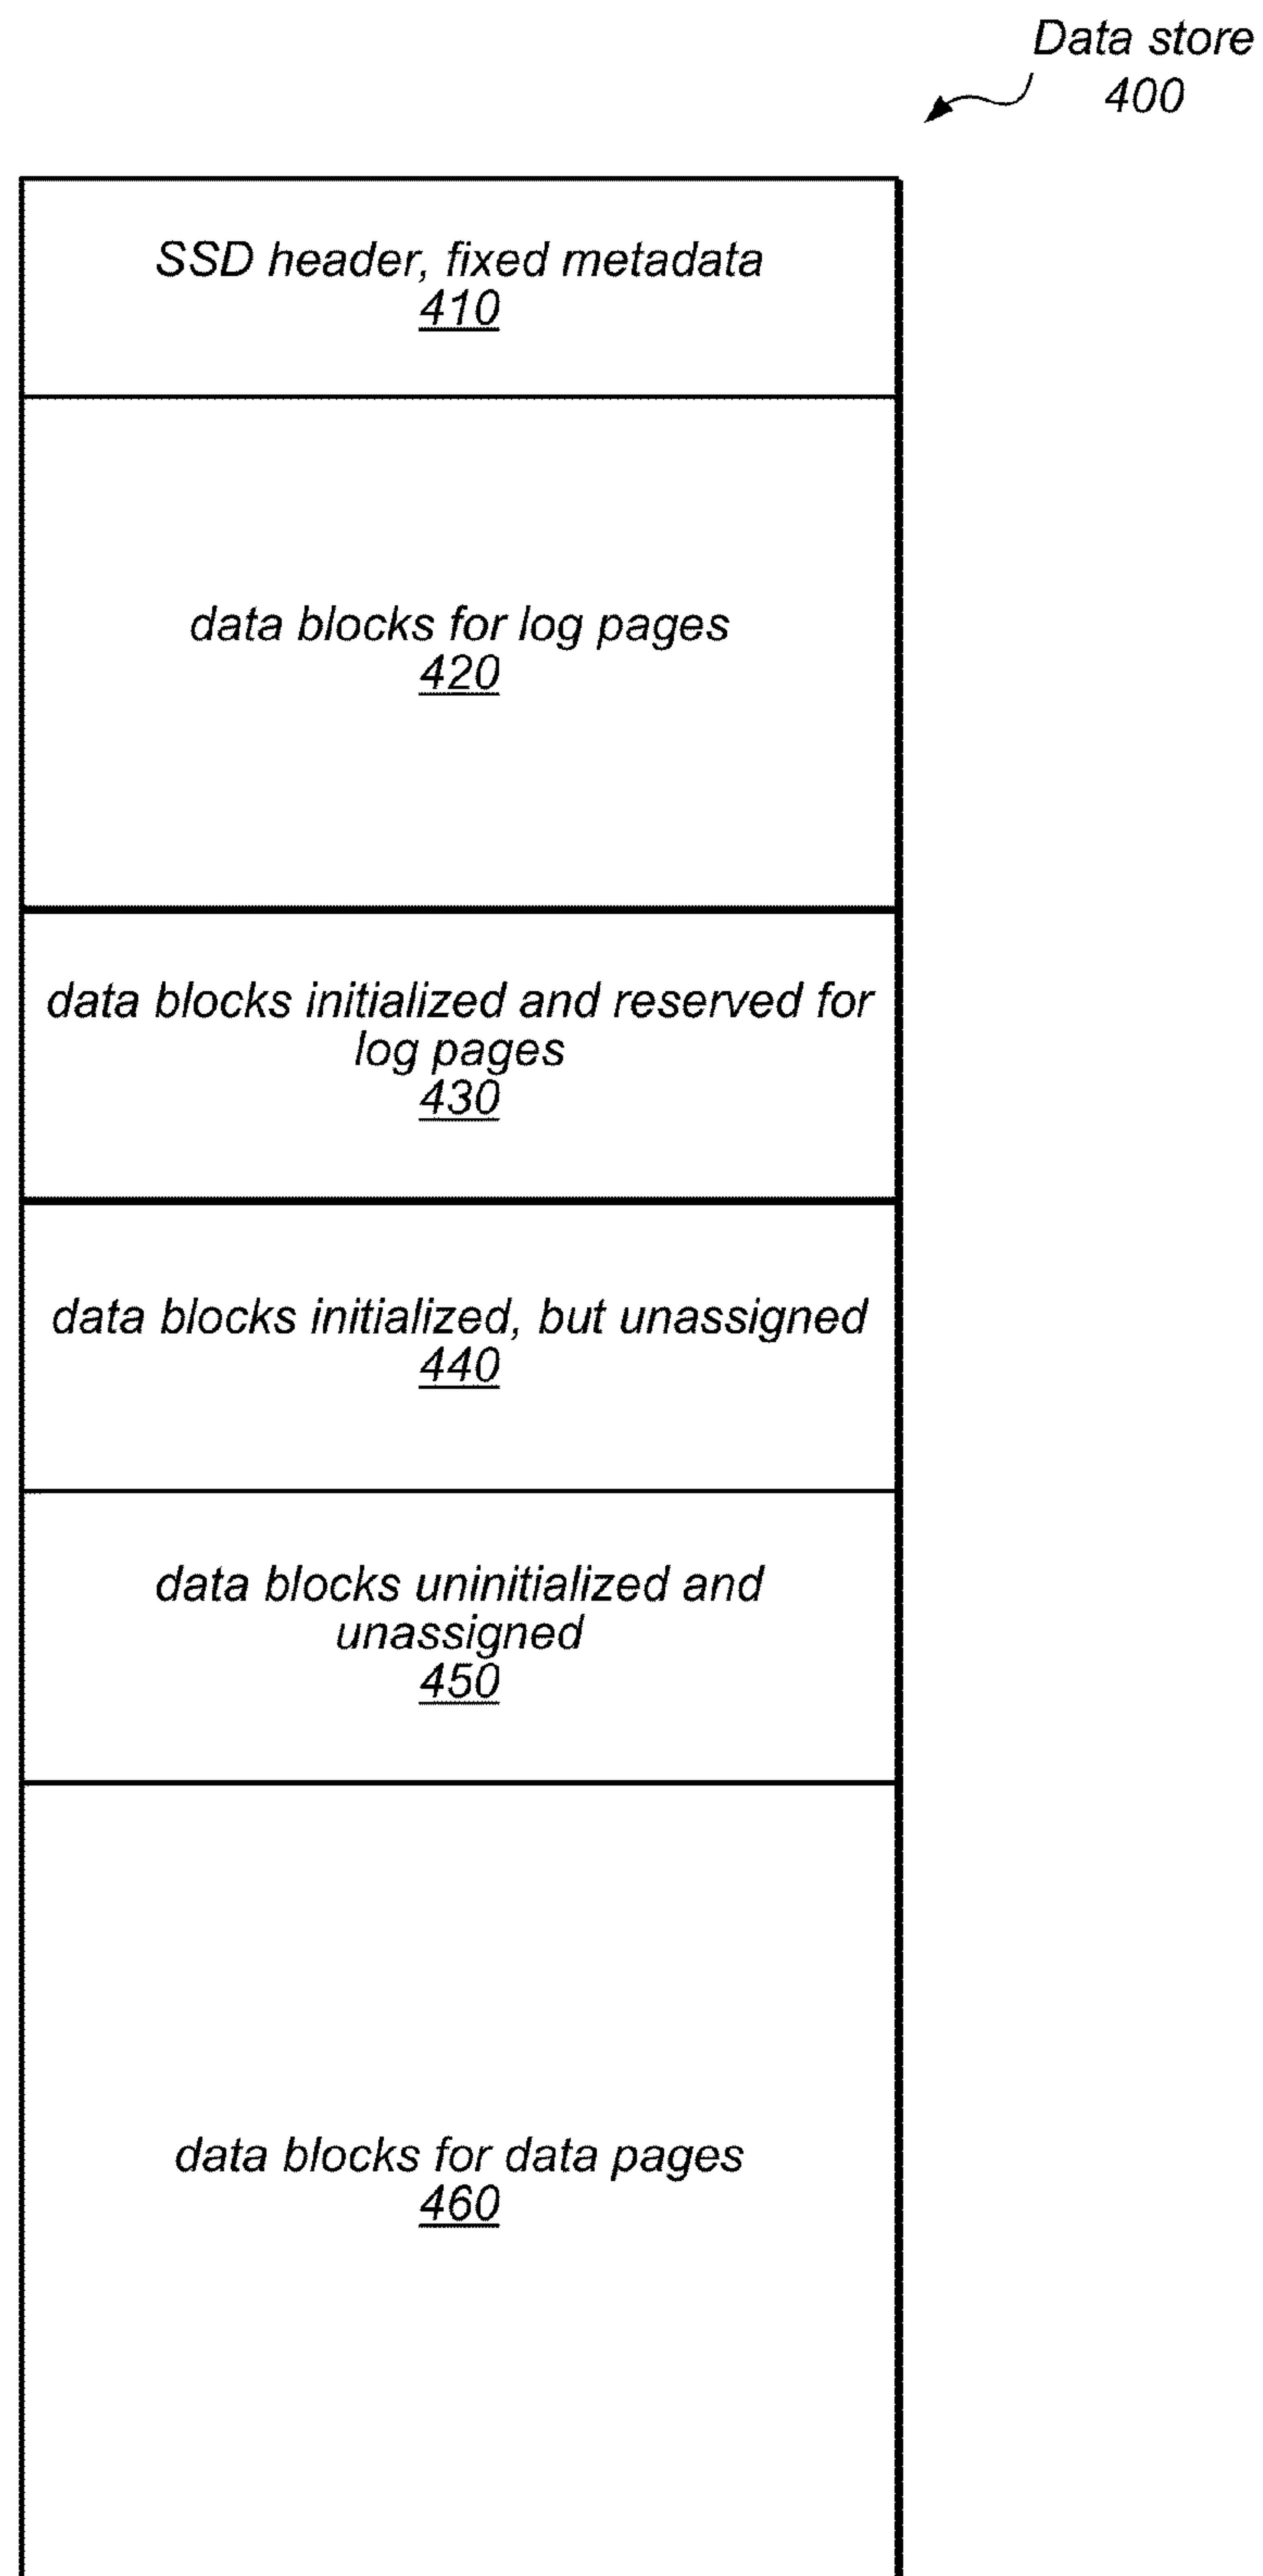 Data store
400
SSD header, fixed metadata
410
data blocks for log pages
420
data blocks initialized and reserved for
log pages
430
data blocks initialized, but unassigned
440
data blocks uninitialized and
unassigned
450
data blocks for data pages
460